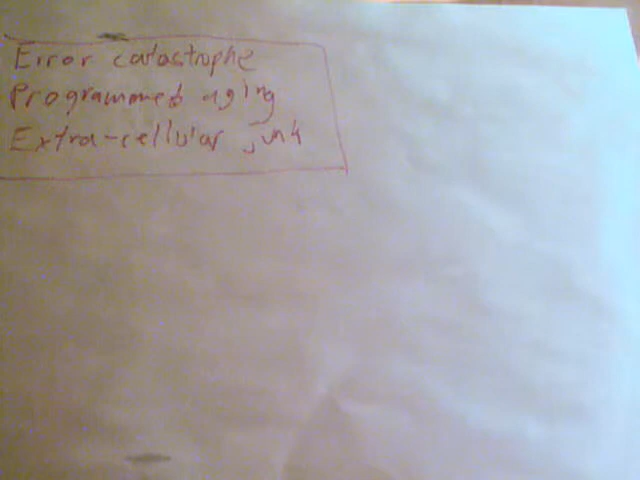 Error catastrophe
Programmed aging
Extra-cellular junk